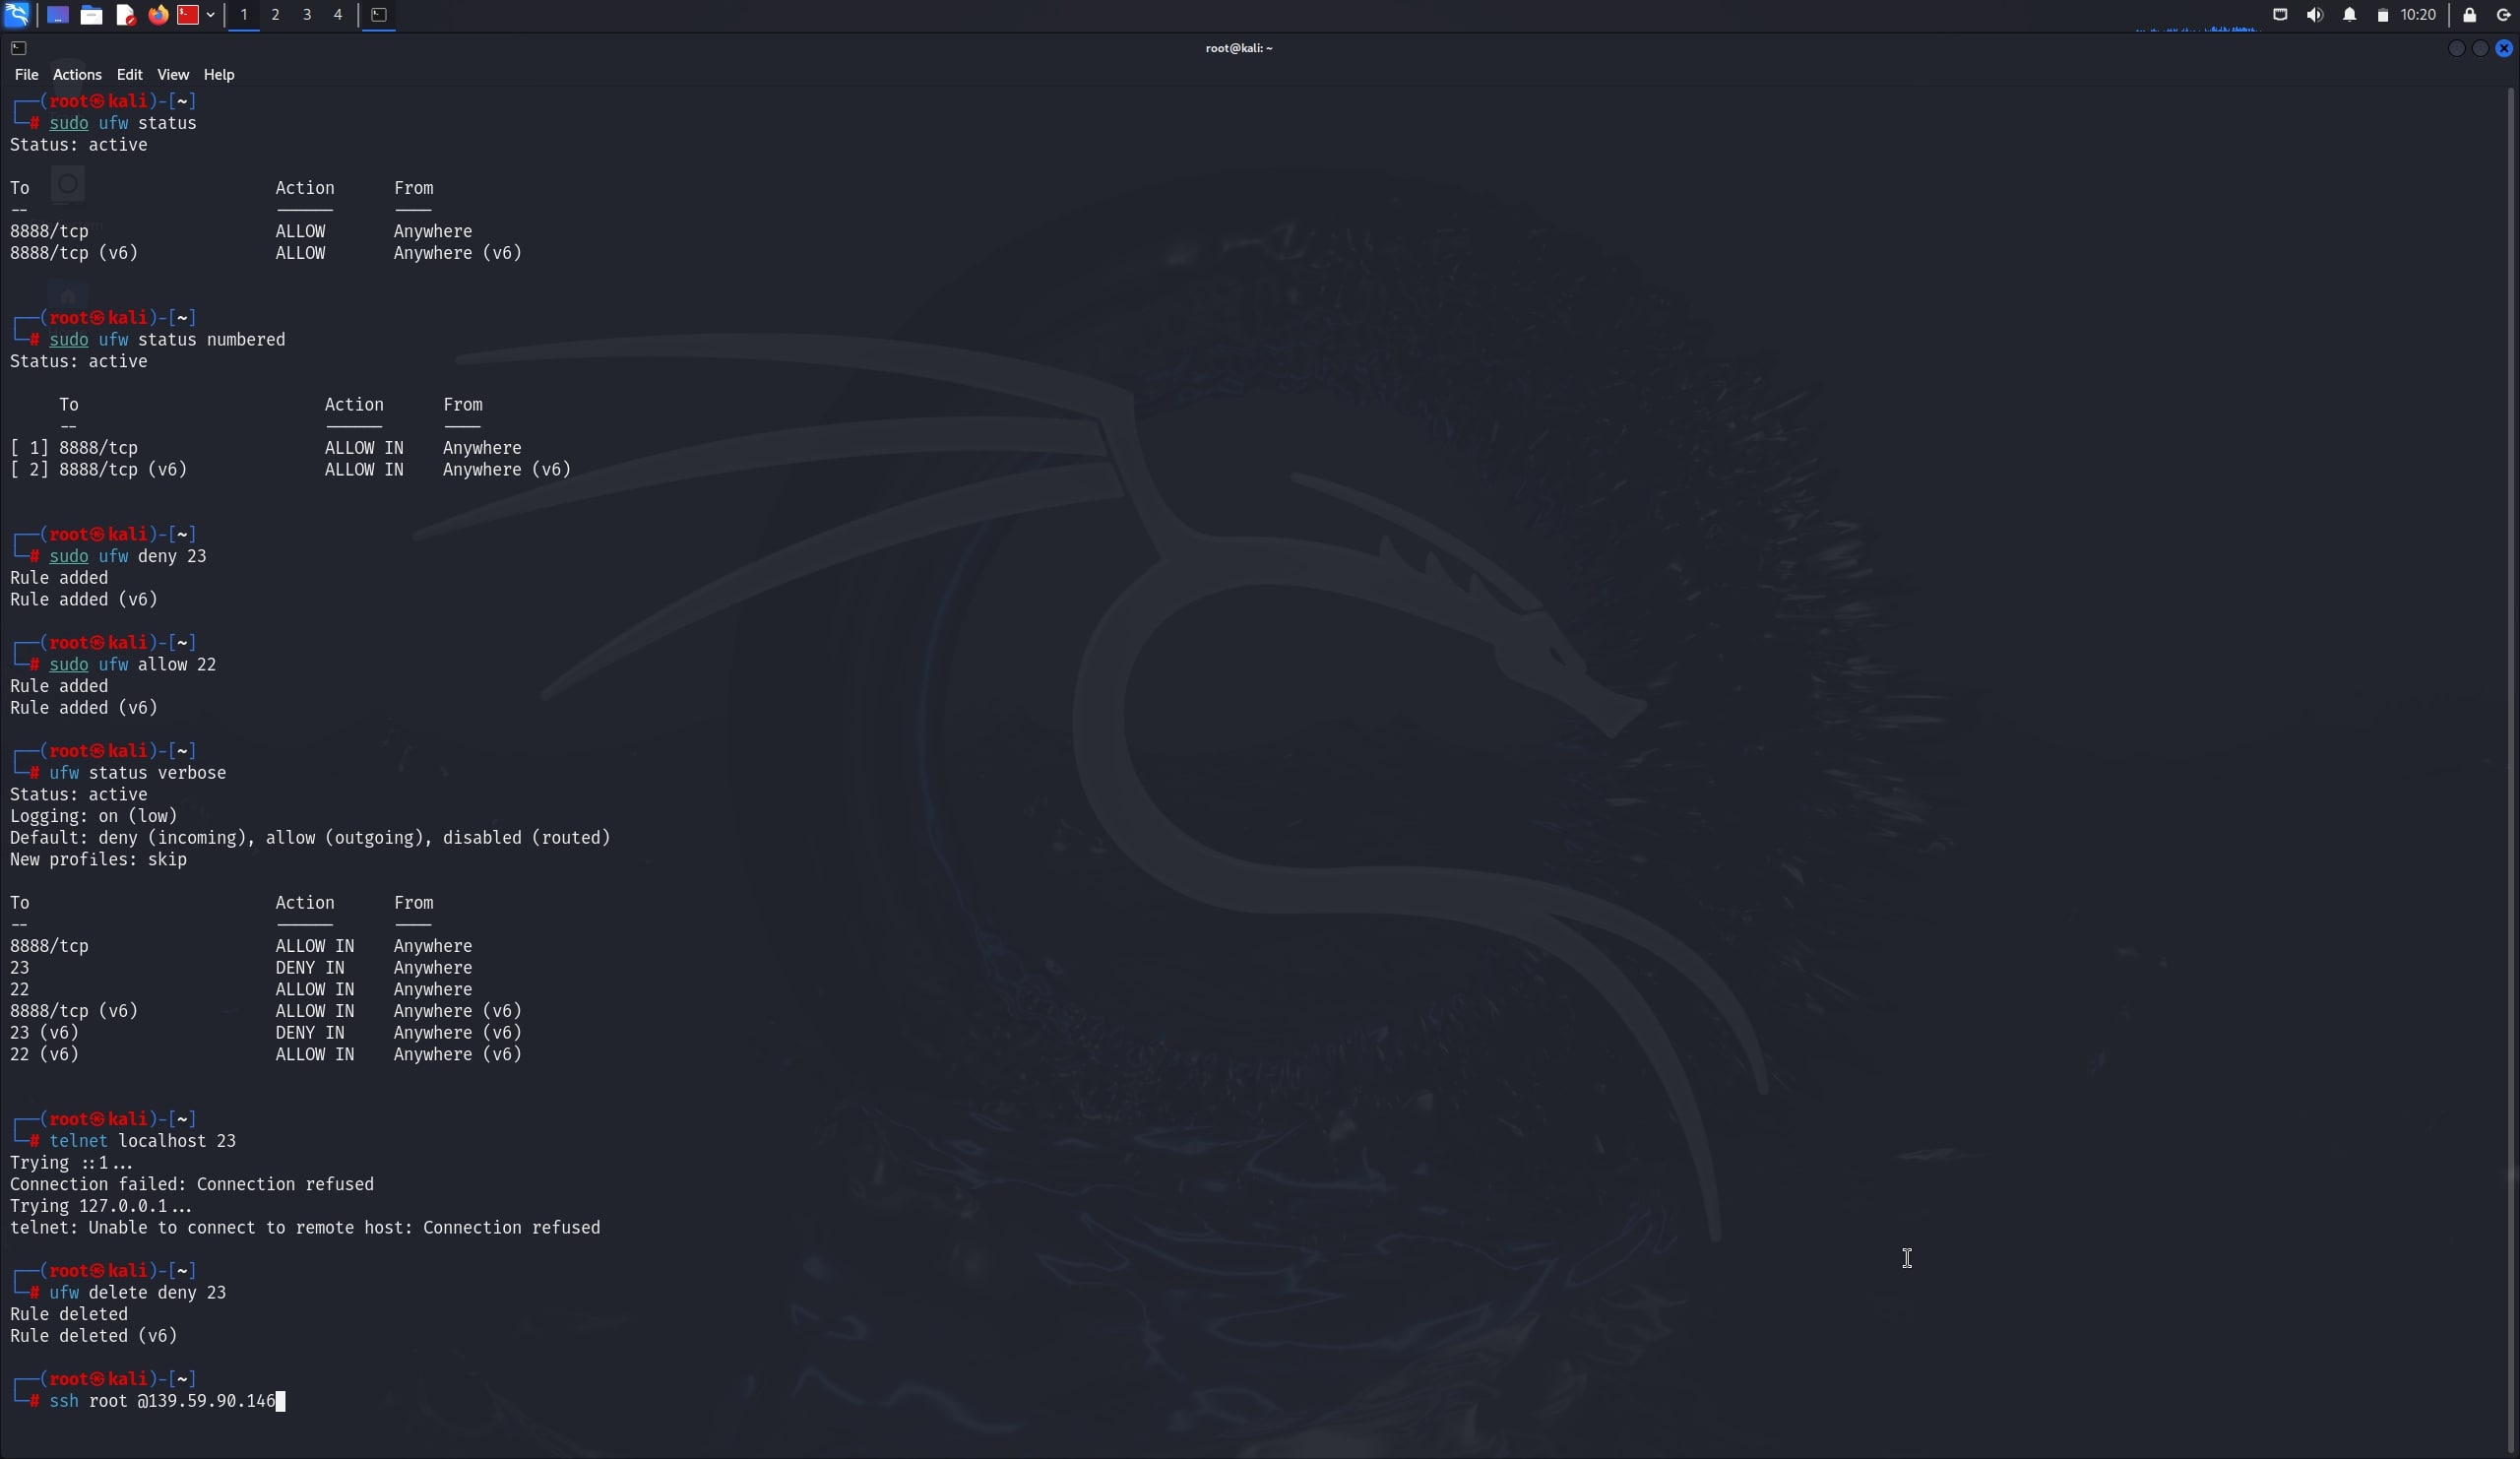 1 2 3 4 10:20
root@kali: ~
File Actions Edit View Help
┌──(root㉿kali)-[~]
└─# sudo ufw status
Status: active
To Action From
-- ------ ----
8888/tcp ALLOW Anywhere
8888/tcp (v6) ALLOW Anywhere (v6)
┌──(root㉿kali)-[~]
└─# sudo ufw status numbered
Status: active
To Action From
-- ------ ----
[ 1] 8888/tcp ALLOW IN Anywhere
[ 2] 8888/tcp (v6) ALLOW IN Anywhere (v6)
┌──(root㉿kali)-[~]
└─# sudo ufw deny 23
Rule added
Rule added (v6)
┌──(root㉿kali)-[~]
└─# sudo ufw allow 22
Rule added
Rule added (v6)
┌──(root㉿kali)-[~]
└─# ufw status verbose
Status: active
Logging: on (low)
Default: deny (incoming), allow (outgoing), disabled (routed)
New profiles: skip
To Action From
-- ------ ----
8888/tcp ALLOW IN Anywhere
23 DENY IN Anywhere
22 ALLOW IN Anywhere
8888/tcp (v6) ALLOW IN Anywhere (v6)
23 (v6) DENY IN Anywhere (v6)
22 (v6) ALLOW IN Anywhere (v6)
┌──(root㉿kali)-[~]
└─# telnet localhost 23
Trying ::1...
Connection failed: Connection refused
Trying 127.0.0.1...
telnet: Unable to connect to remote host: Connection refused
┌──(root㉿kali)-[~]
└─# ufw delete deny 23
Rule deleted
Rule deleted (v6)
┌──(root㉿kali)-[~]
└─# ssh root @139.59.90.146